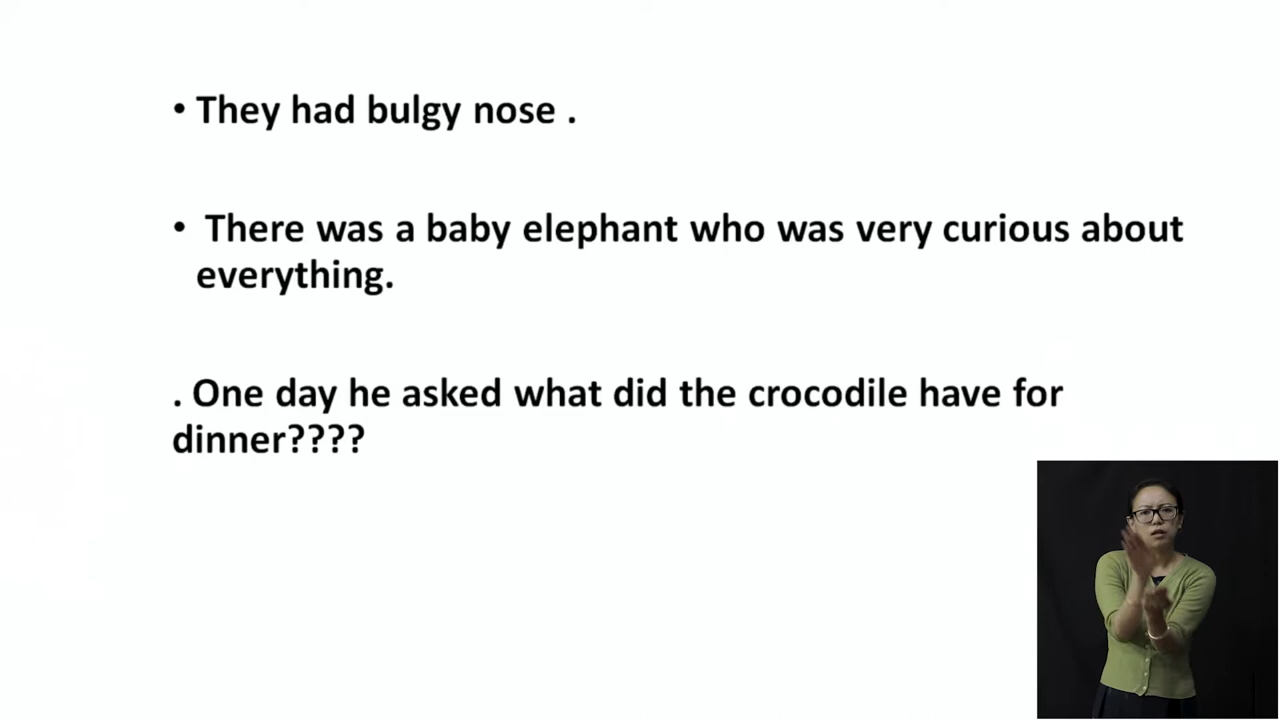 • They had bulgy nose .
• There was a baby elephant who was very curious about
everything.
. One day he asked what did the crocodile have for
dinner????